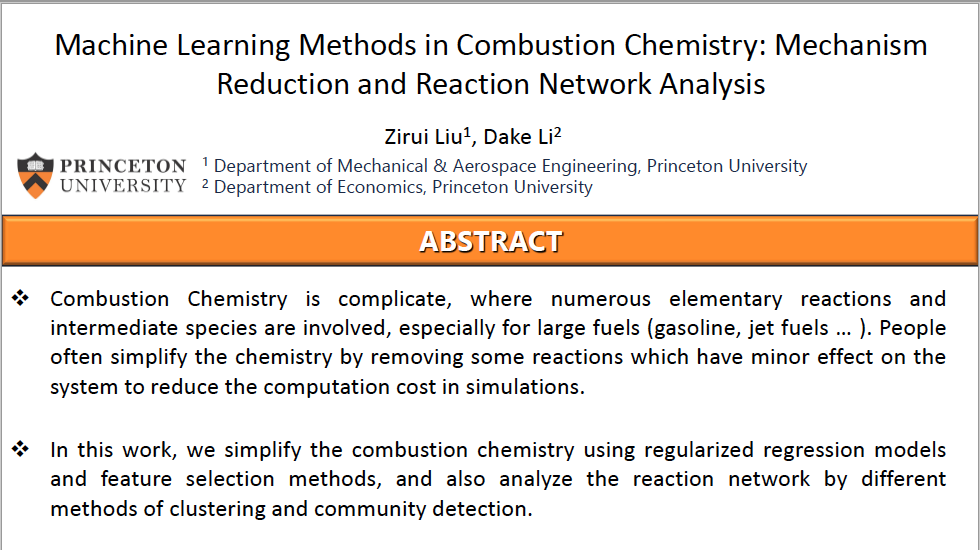 Machine Learning Methods in Combustion Chemistry: Mechanism
Reduction and Reaction Network Analysis
Zirui Liu¹, Dake Li²
PRINCETON
UNIVERSITY
¹ Department of Mechanical & Aerospace Engineering, Princeton University
² Department of Economics, Princeton University
ABSTRACT
❖ Combustion Chemistry is complicate, where numerous elementary reactions and
intermediate species are involved, especially for large fuels (gasoline, jet fuels … ). People
often simplify the chemistry by removing some reactions which have minor effect on the
system to reduce the computation cost in simulations.
❖ In this work, we simplify the combustion chemistry using regularized regression models
and feature selection methods, and also analyze the reaction network by different
methods of clustering and community detection.